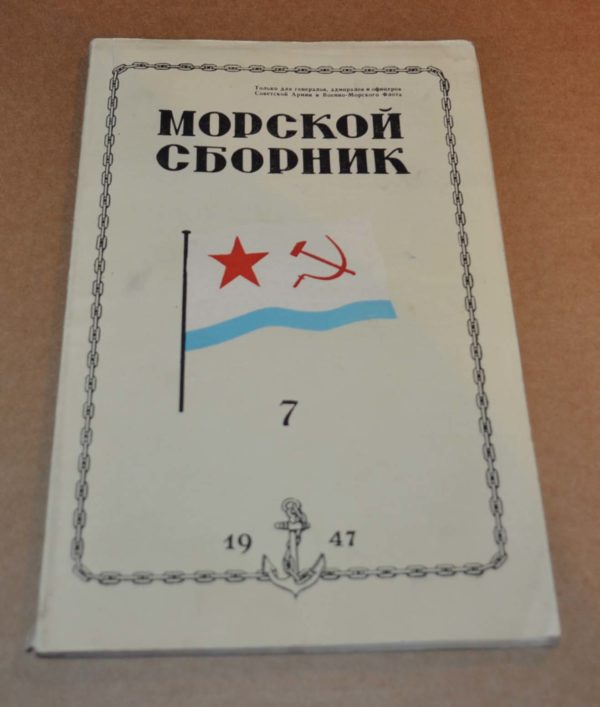 Только для генералов, адмиралов и офицеров
Советской Армии и Военно-Морского Флота
МОРСКОЙ
СБОРНИК
7
19 47